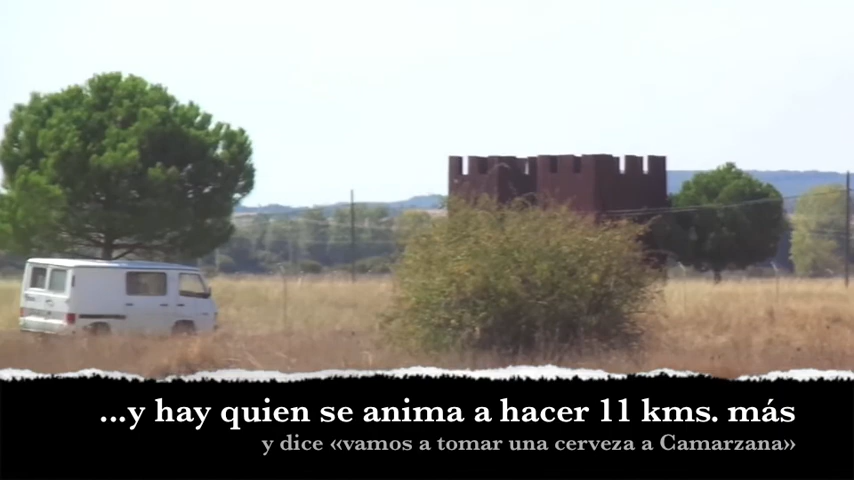 ...y hay quien se anima a hacer 11 kms. más
y dice «vamos a tomar una cerveza a Camarzana»